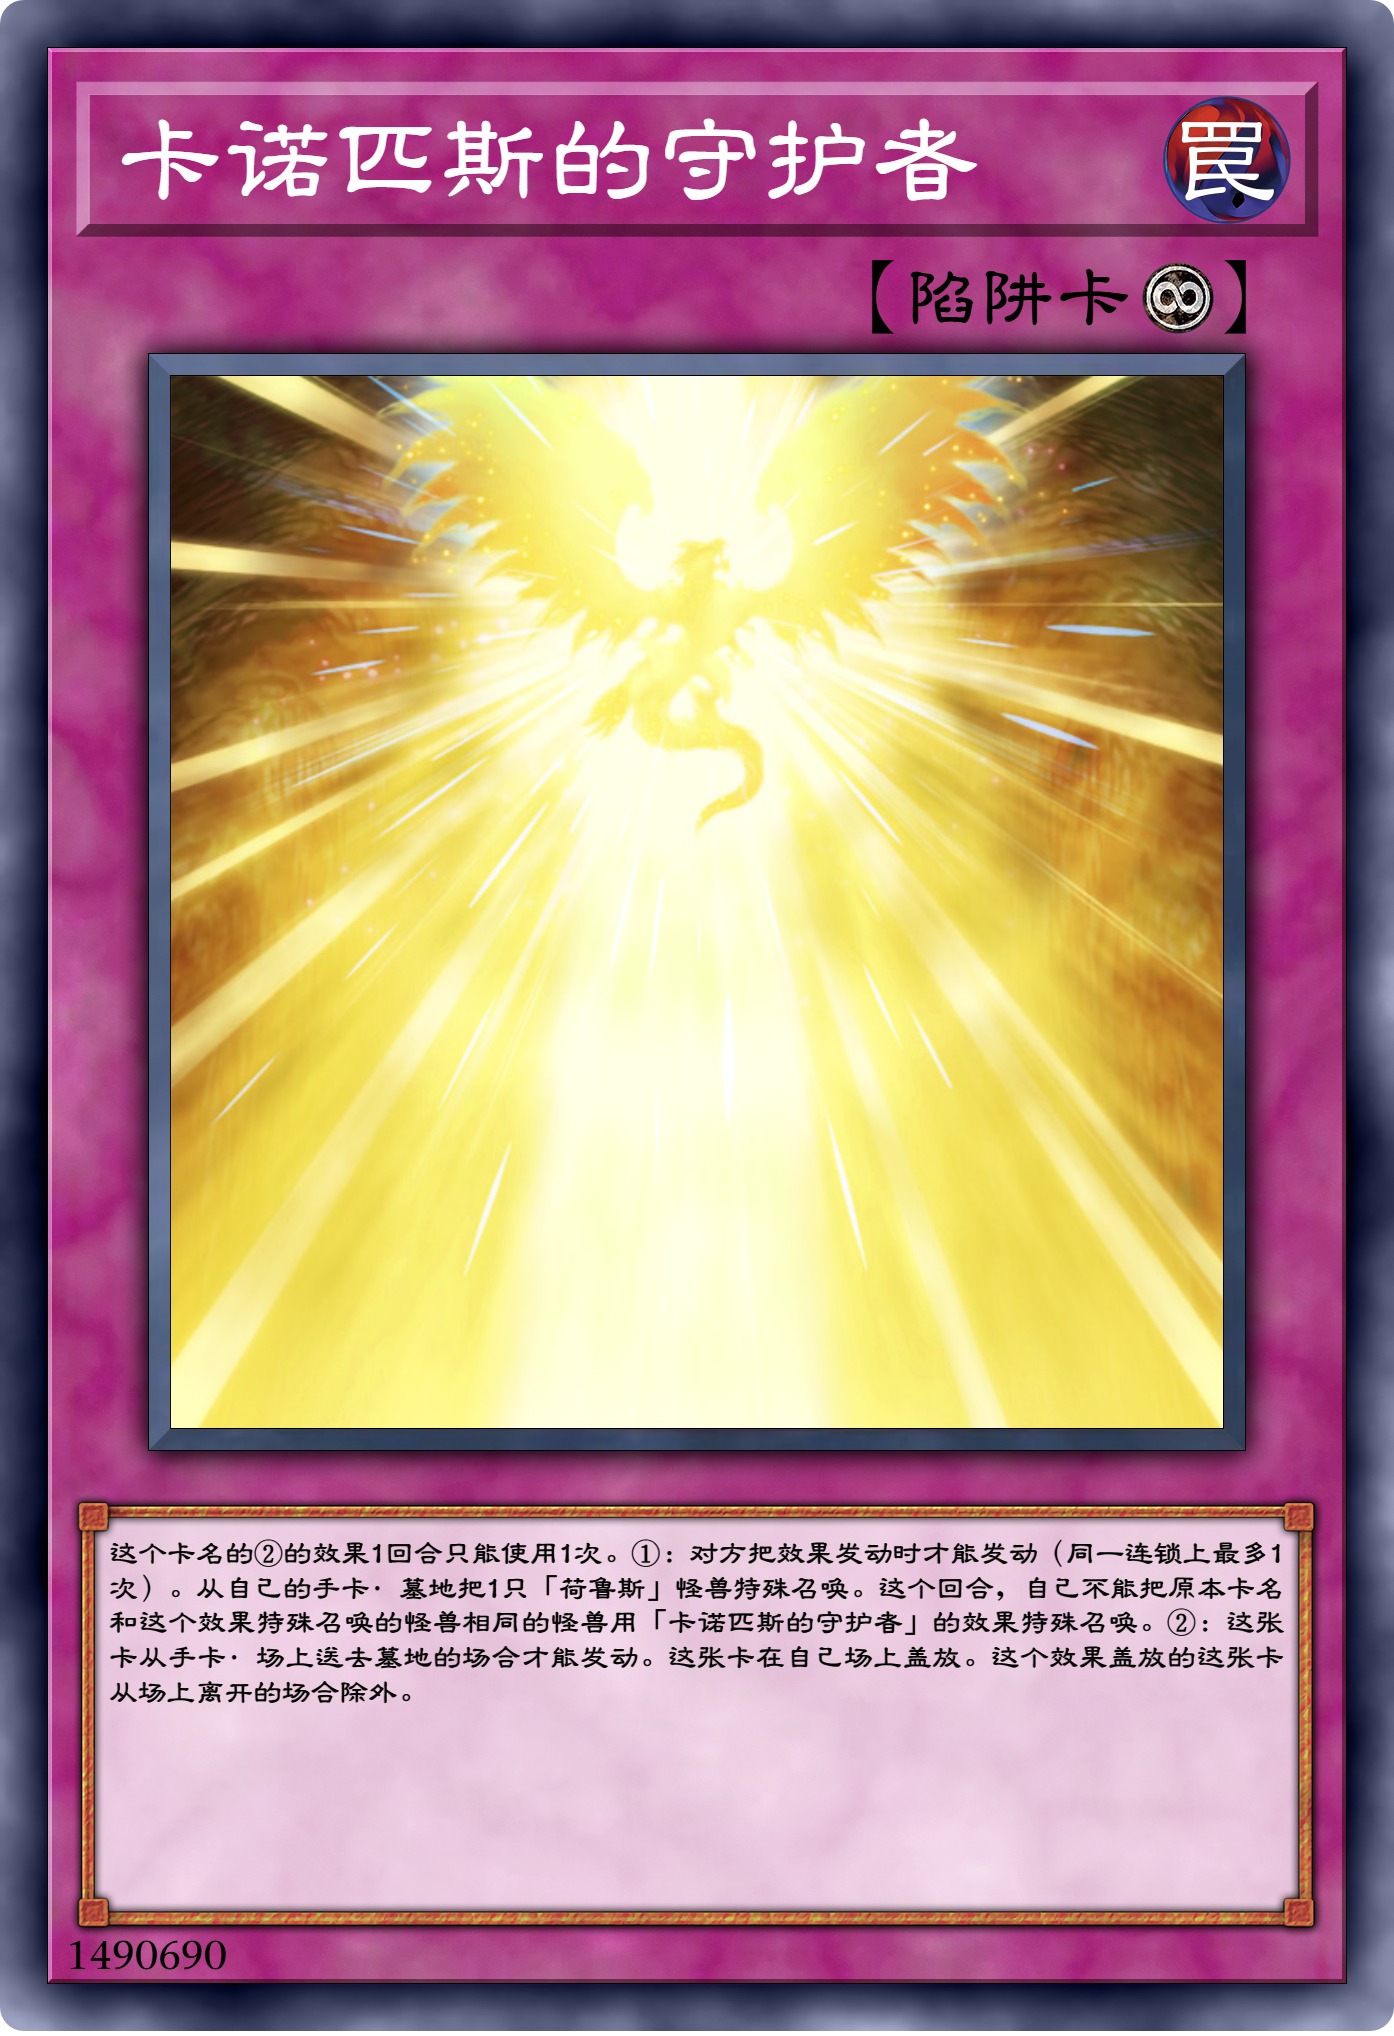 卡诺匹斯的守护者
罠
【陷阱卡♾】
这个卡名的②的效果1回合只能使用1次。①：对方把效果发动时才能发动（同一连锁上最多1
次）。从自己的手卡·墓地把1只「荷鲁斯」怪兽特殊召唤。这个回合，自己不能把原本卡名
和这个效果特殊召唤的怪兽相同的怪兽用「卡诺匹斯的守护者」的效果特殊召唤。②：这张
卡从手卡·场上送去墓地的场合才能发动。这张卡在自己场上盖放。这个效果盖放的这张卡
从场上离开的场合除外。
1490690